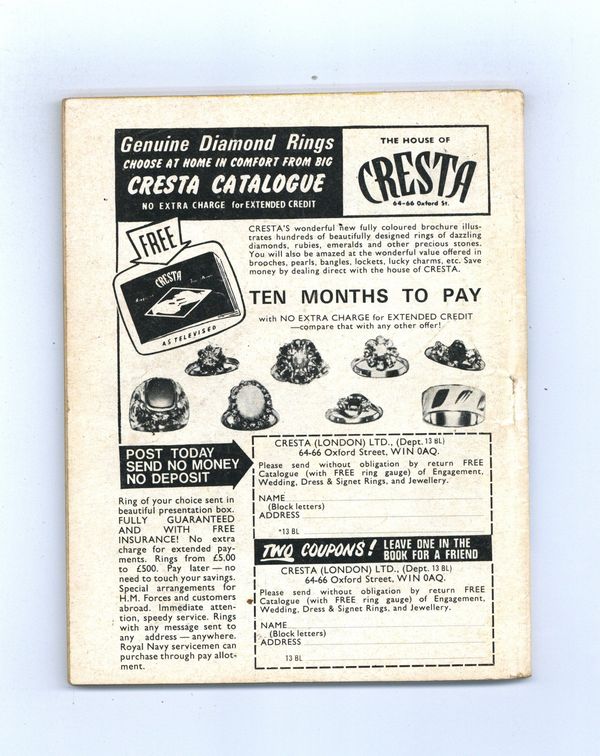 Genuine Diamond Rings
CHOOSE AT HOME IN COMFORT FROM BIG
CRESTA CATALOGUE
NO EXTRA CHARGE for EXTENDED CREDIT
THE HOUSE OF
CRESTA
64-66 Oxford St.
FREE
CRESTA
AS TELEVISED
CRESTA'S wonderful new fully coloured brochure illus-
trates hundreds of beautifully designed rings of dazzling
diamonds, rubies, emeralds and other precious stones.
You will also be amazed at the wonderful value offered in
brooches, pearls, bangles, lockets, lucky charms, etc. Save
money by dealing direct with the house of CRESTA.
TEN MONTHS TO PAY
with NO EXTRA CHARGE for EXTENDED CREDIT
—compare that with any other offer!
POST TODAY
SEND NO MONEY
NO DEPOSIT
Ring of your choice sent in
beautiful presentation box.
FULLY GUARANTEED
AND WITH FREE
INSURANCE! No extra
charge for extended pay-
ments. Rings from £5.00
to £500. Pay later — no
need to touch your savings.
Special arrangements for
H.M. Forces and customers
abroad. Immediate atten-
tion, speedy service. Rings
with any message sent to
any address — anywhere.
Royal Navy servicemen can
purchase through pay allot-
ment.
CRESTA (LONDON) LTD., (Dept. 13 BL)
64-66 Oxford Street, WIN 0AQ.
Please send without obligation by return FREE
Catalogue (with FREE ring gauge) of Engagement,
Wedding, Dress & Signet Rings, and Jewellery.
NAME
(Block letters)
ADDRESS
*13 BL
TWO COUPONS! LEAVE ONE IN THE
BOOK FOR A FRIEND
CRESTA (LONDON) LTD., (Dept. 13 BL)
64-66 Oxford Street, WIN 0AQ.
Please send without obligation by return FREE
Catalogue (with FREE ring gauge) of Engagement,
Wedding, Dress & Signet Rings, and Jewellery.
NAME
(Block letters)
ADDRESS
13 BL